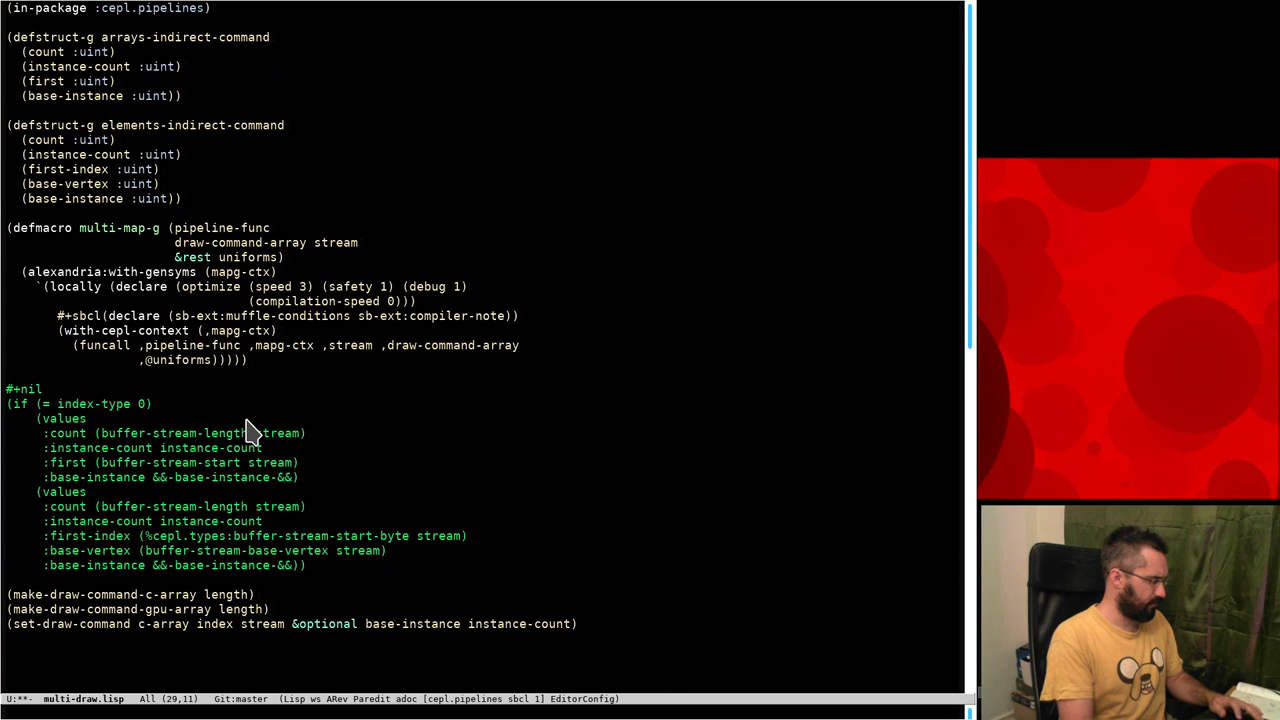 (in-package :cepl.pipelines)
(defstruct-g arrays-indirect-command
(count :uint)
(instance-count :uint)
(first :uint)
(base-instance :uint))
(defstruct-g elements-indirect-command
(count :uint)
(instance-count :uint)
(first-index :uint)
(base-vertex :uint)
(base-instance :uint))
(defmacro multi-map-g (pipeline-func
draw-command-array stream
&rest uniforms)
(alexandria:with-gensyms (mapg-ctx)
`(locally (declare (optimize (speed 3) (safety 1) (debug 1)
(compilation-speed 0)))
#+sbcl(declare (sb-ext:muffle-conditions sb-ext:compiler-note))
(with-cepl-context (,mapg-ctx)
(funcall ,pipeline-func ,mapg-ctx ,stream ,draw-command-array
,@uniforms)))))
#+nil
(if (= index-type 0)
(values
:count (buffer-stream-length stream)
:instance-count instance-count
:first (buffer-stream-start stream)
:base-instance &&-base-instance-&&)
(values
:count (buffer-stream-length stream)
:instance-count instance-count
:first-index (%cepl.types:buffer-stream-start-byte stream)
:base-vertex (buffer-stream-base-vertex stream)
:base-instance &&-base-instance-&&))
(make-draw-command-c-array length)
(make-draw-command-gpu-array length)
(set-draw-command c-array index stream &optional base-instance instance-count)
U:**- multi-draw.lisp All (29,11) Git:master (Lisp ws ARev Paredit adoc [cepl.pipelines sbcl 1] EditorConfig)